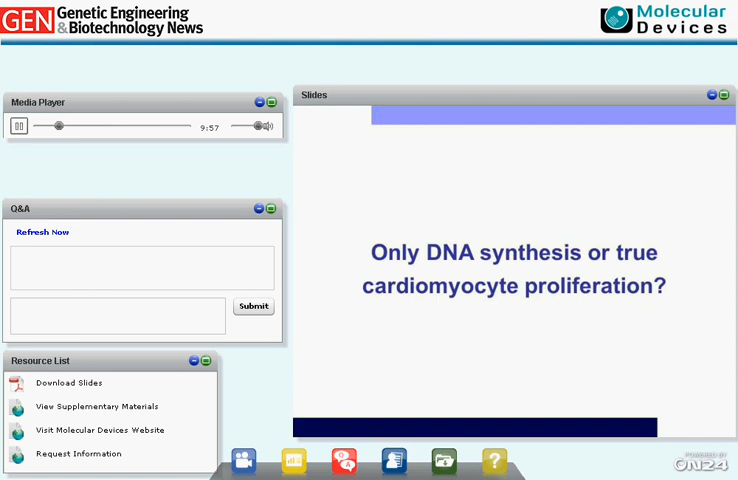 GEN Genetic Engineering
& Biotechnology News
Molecular
Devices
Media Player
9:57
Slides
Q&A
Refresh Now
Submit
Only DNA synthesis or true
cardiomyocyte proliferation?
Resource List
Download Slides
View Supplementary Materials
Visit Molecular Devices Website
Request Information
Q
A
?
POWERED BY
ON24